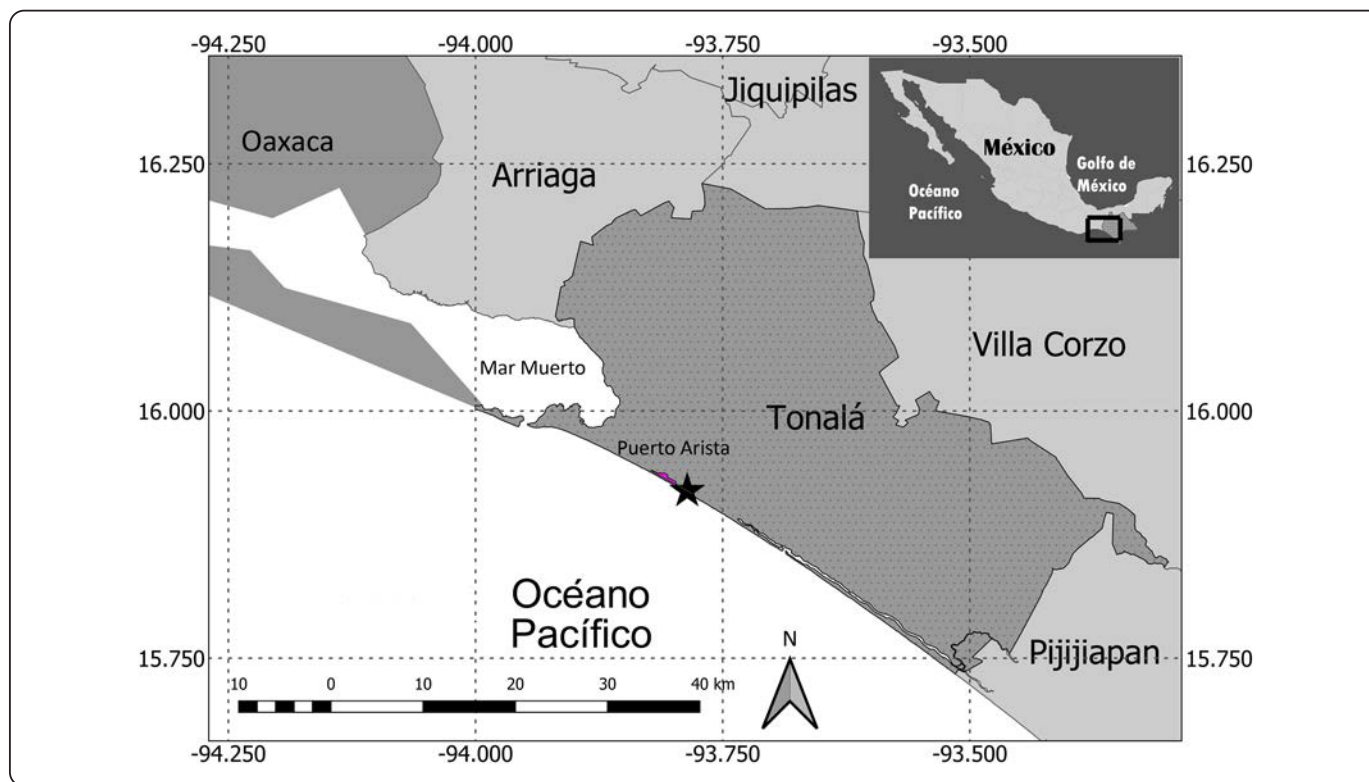 -94.250
-94.000
-93.750
-93.500
Jiquipilas
Oaxaca
México
16.250
Arriaga
Golfo de
México
16.250
Océano
Pacífico
Villa Corzo
Mar Muerto
16.000
Tonalá
16.000
Puerto Arista
Océano
Pacífico
N
15.750
Pijijiapan
15.750
10
0
10
20
30
40 km
-94.250
-94.000
-93.750
-93.500